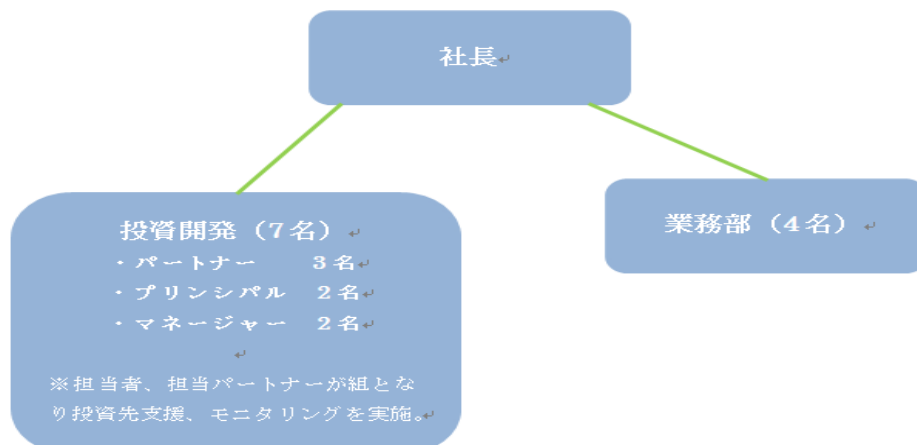 社長
投資開発（7名）
・パートナー　　3名
・プリンシパル　2名
・マネージャー　2名
※担当者、担当パートナーが組とな
り投資先支援、モニタリングを実施。
業務部（4名）